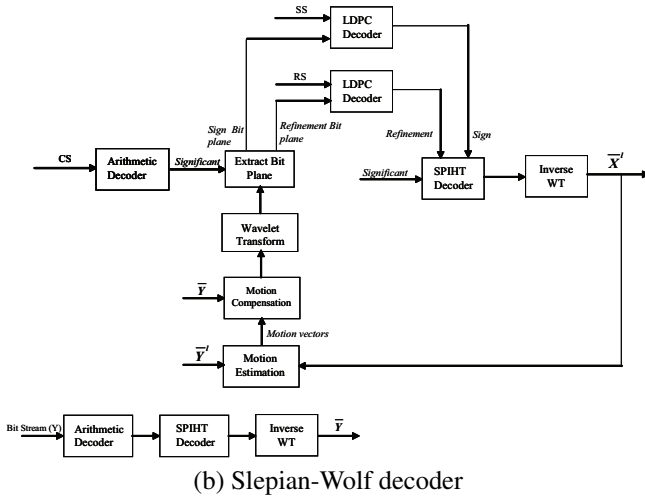 SS
LDPC
Decoder
RS
LDPC
Decoder
Sign Bit
plane
Refinement Bit
plane
Refinement
Sign
CS
Arithmetic
Decoder
Significant
Extract Bit
Plane
Significant
SPIHT
Decoder
Inverse
WT
X̅'
Wavelet
Transform
Y̅
Motion
Compensation
Motion vectors
Y̅'
Motion
Estimation
Bit Stream (Y)
Arithmetic
Decoder
SPIHT
Decoder
Inverse
WT
Y̅
(b) Slepian-Wolf decoder